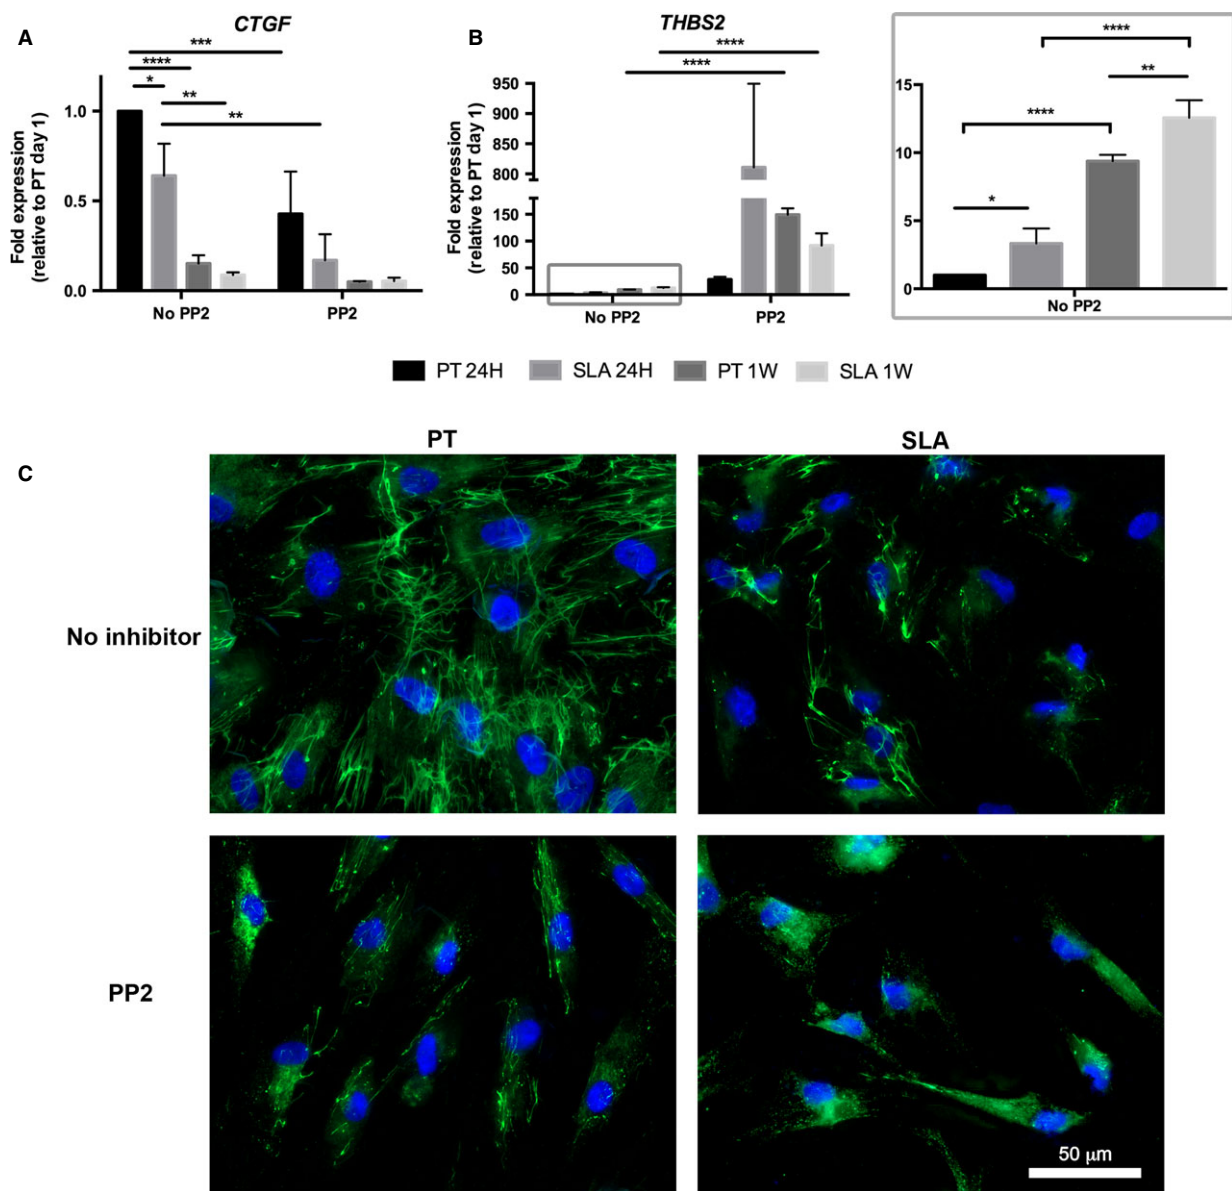 A
CTGF
Fold expression
(relative to PT day 1)
1.0
0.5
0.0
***
****
*
**
**
No PP2
PP2
B
THBS2
Fold expression
(relative to PT day 1)
950
900
850
800
150
100
50
0
****
****
No PP2
PP2
15
10
5
0
****
**
****
*
No PP2
PT 24H
SLA 24H
PT 1W
SLA 1W
C
PT
SLA
No inhibitor
PP2
50 µm